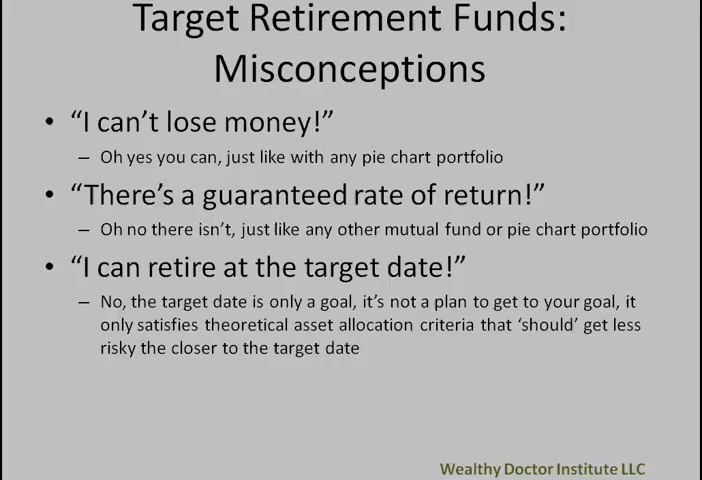 Target Retirement Funds:
Misconceptions
• “I can’t lose money!”
– Oh yes you can, just like with any pie chart portfolio
• “There’s a guaranteed rate of return!”
– Oh no there isn’t, just like any other mutual fund or pie chart portfolio
• “I can retire at the target date!”
– No, the target date is only a goal, it’s not a plan to get to your goal, it
only satisfies theoretical asset allocation criteria that ‘should’ get less
risky the closer to the target date
Wealthy Doctor Institute LLC